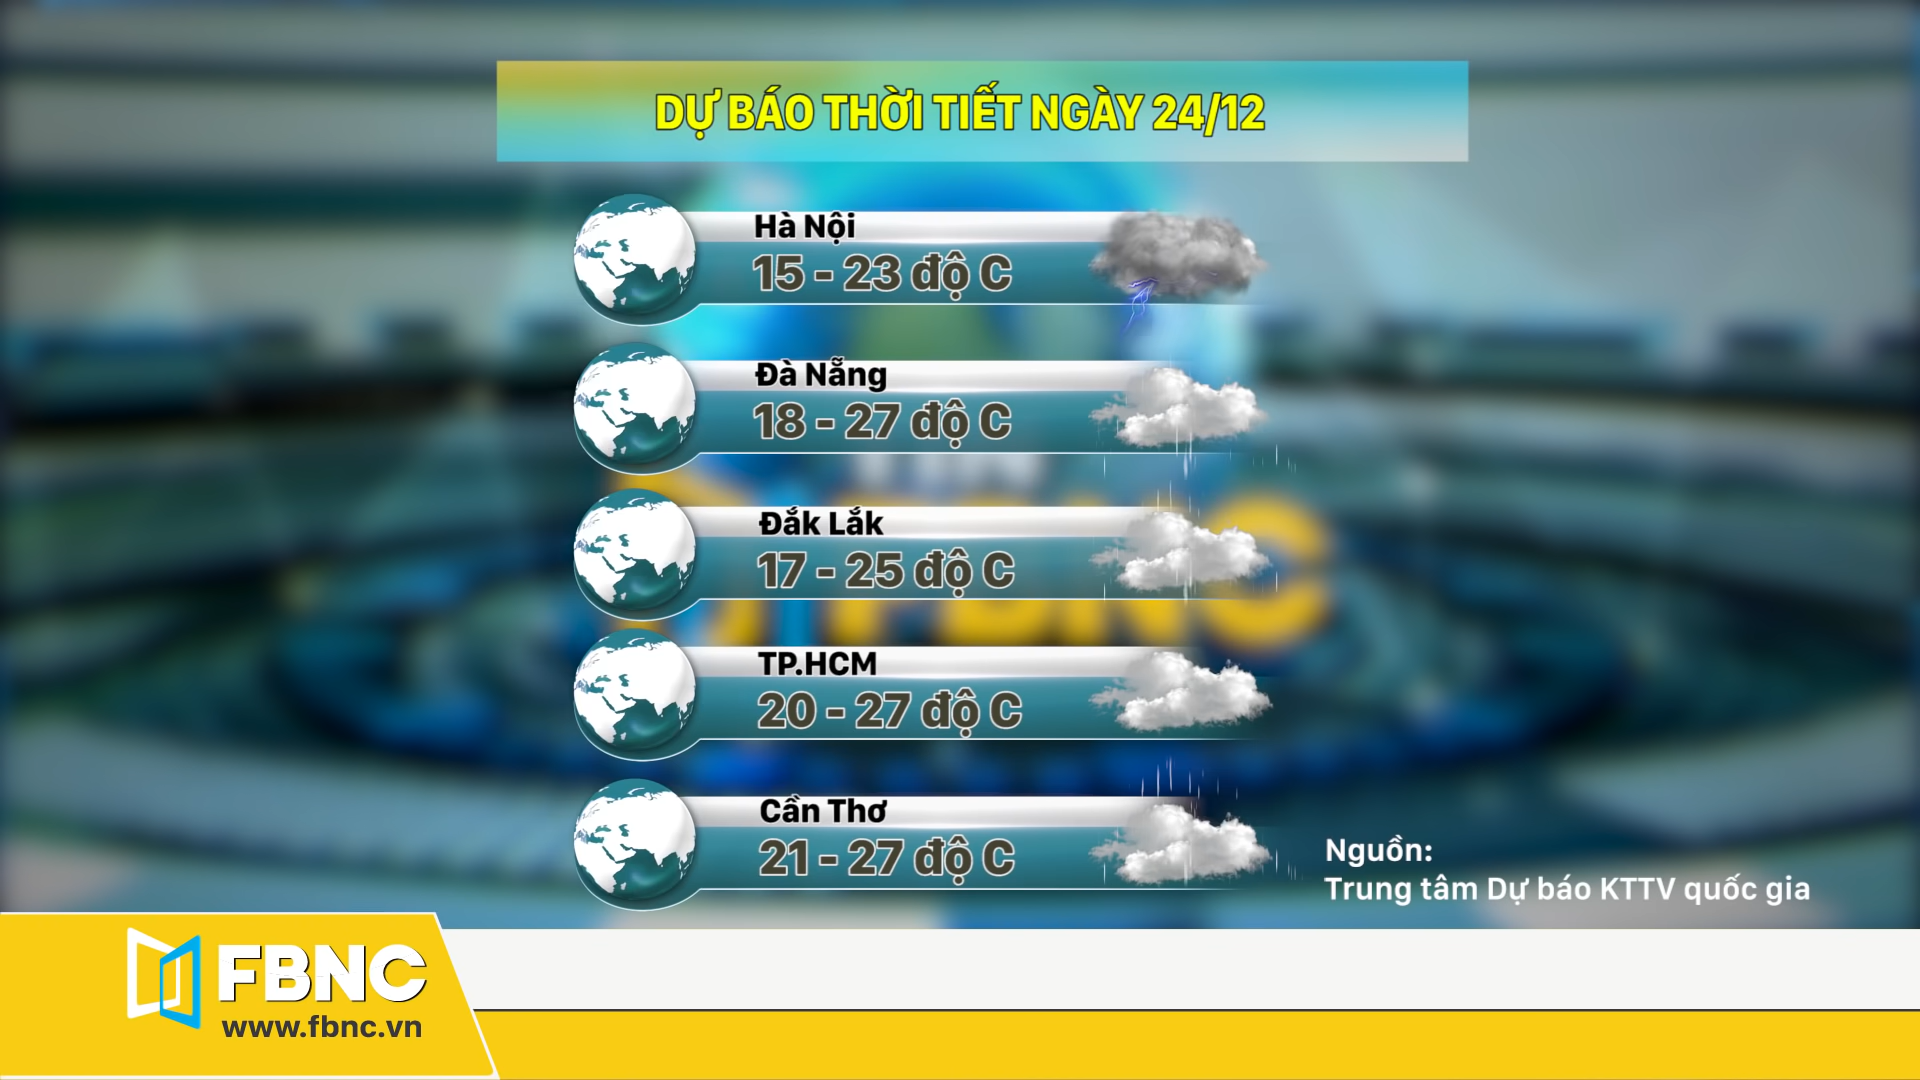 DỰ BÁO THỜI TIẾT NGÀY 24/12
Hà Nội
15 - 23 độ C
Đà Nẵng
18 - 27 độ C
Đắk Lắk
17 - 25 độ C
TP.HCM
20 - 27 độ C
Cần Thơ
21 - 27 độ C
Nguồn:
Trung tâm Dự báo KTTV quốc gia
FBNC
www.fbnc.vn
FBNC